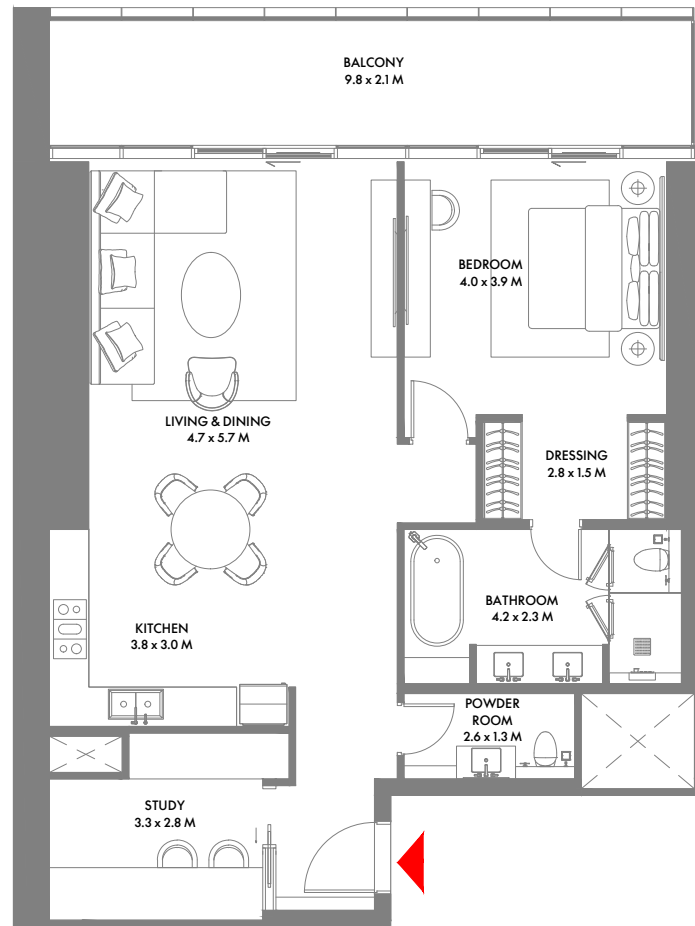 BALCONY
9.8 x 2.1 M
BEDROOM
4.0 x 3.9 M
LIVING & DINING
4.7 x 5.7 M
DRESSING
2.8 x 1.5 M
BATHROOM
4.2 x 2.3 M
KITCHEN
3.8 x 3.0 M
POWDER
ROOM
2.6 x 1.3 M
STUDY
3.3 x 2.8 M